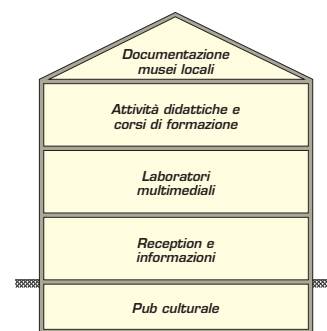 Documentazione
musei locali
Attività didattiche e
corsi di formazione
Laboratori
multimediali
Reception e
informazioni
Pub culturale